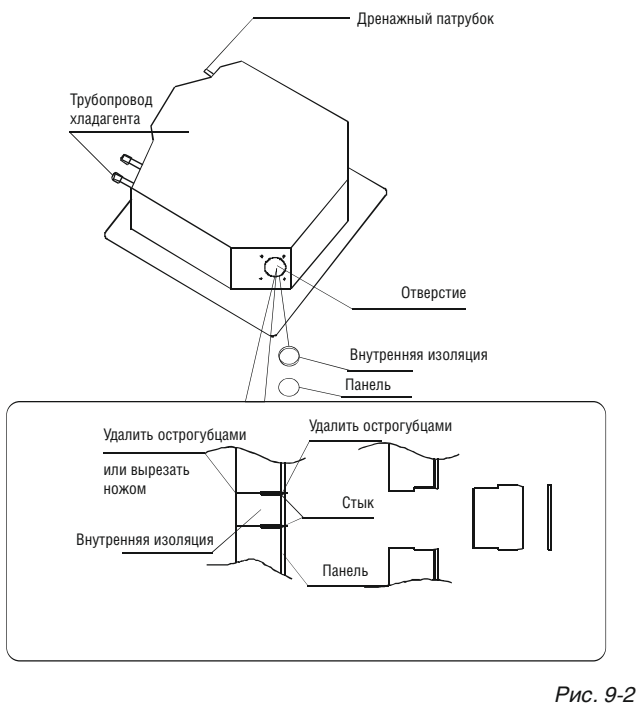 Дренажный патрубок
Трубопровод
хладагента
Отверстие
Внутренняя изоляция
Панель
Удалить острогубцами
или вырезать
ножом
Удалить острогубцами
Стык
Внутренняя изоляция
Панель
Рис. 9-2